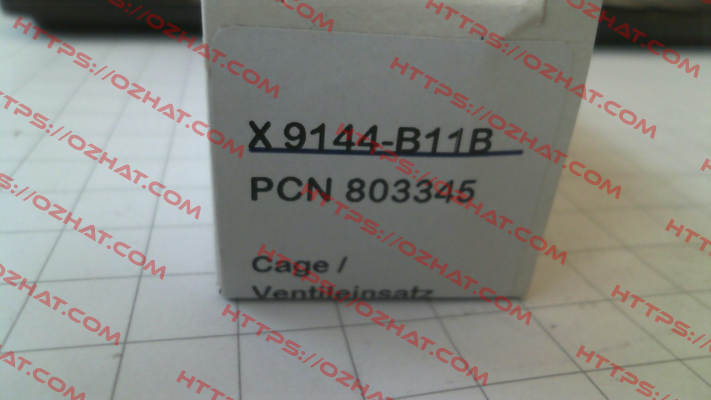 X 9144-B11B
PCN 803345
Cage /
Ventileinsatz
HTTPS://OZHAT.COM